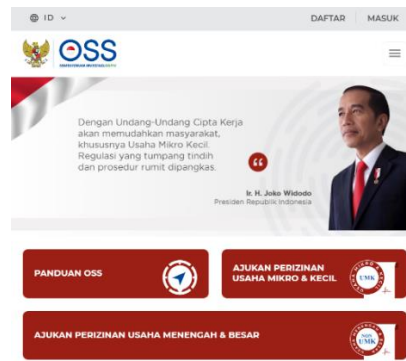 ID
DAFTAR
MASUK
OSS
Dengan Undang-Undang Cipta Kerja
akan memudahkan masyarakat,
khususnya Usaha Mikro Kecil.
Regulasi yang tumpang tindih
dan prosedur rumit dipangkas.
Ir. H. Joko Widodo
Presiden Republik Indonesia
PANDUAN OSS
AJUKAN PERIZINAN
USAHA MIKRO & KECIL
UMK
AJUKAN PERIZINAN USAHA MENENGAH & BESAR
NON
UMK